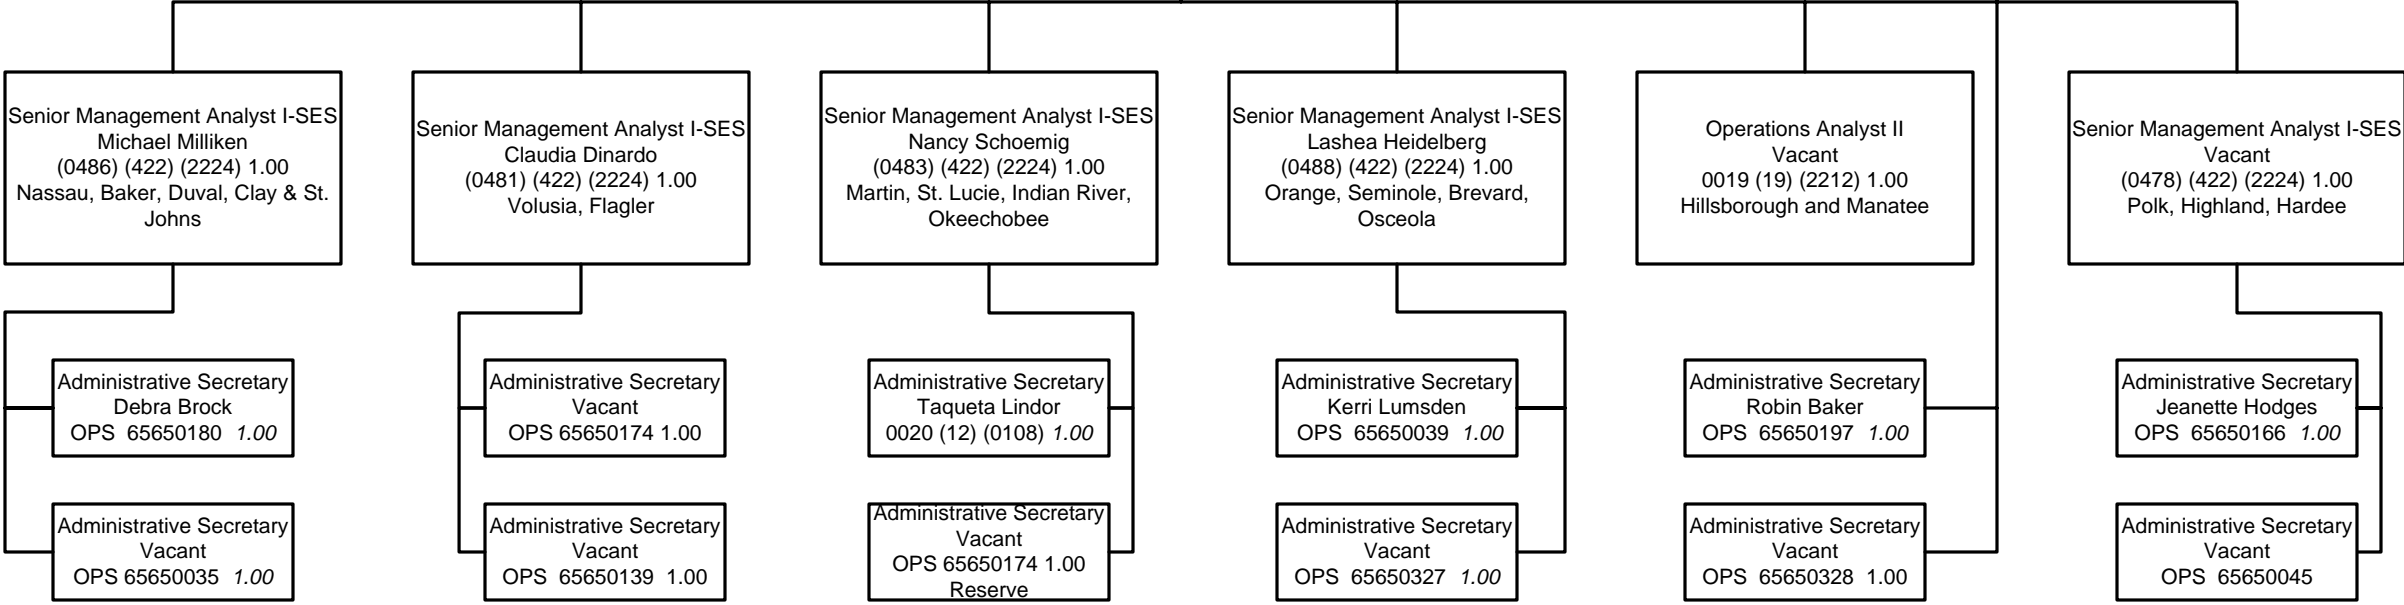 Senior Management Analyst I-SES
Michael Milliken
(0486) (422) (2224) 1.00
Nassau, Baker, Duval, Clay & St.
Johns
Senior Management Analyst I-SES
Claudia Dinardo
(0481) (422) (2224) 1.00
Volusia, Flagler
Senior Management Analyst I-SES
Nancy Schoemig
(0483) (422) (2224) 1.00
Martin, St. Lucie, Indian River,
Okeechobee
Senior Management Analyst I-SES
Lashea Heidelberg
(0488) (422) (2224) 1.00
Orange, Seminole, Brevard,
Osceola
Operations Analyst II
Vacant
0019 (19) (2212) 1.00
Hillsborough and Manatee
Senior Management Analyst I-SES
Vacant
(0478) (422) (2224) 1.00
Polk, Highland, Hardee
Administrative Secretary
Debra Brock
OPS 65650180 1.00
Administrative Secretary
Vacant
OPS 65650174 1.00
Administrative Secretary
Taqueta Lindor
0020 (12) (0108) 1.00
Administrative Secretary
Kerri Lumsden
OPS 65650039 1.00
Administrative Secretary
Robin Baker
OPS 65650197 1.00
Administrative Secretary
Jeanette Hodges
OPS 65650166 1.00
Administrative Secretary
Vacant
OPS 65650035 1.00
Administrative Secretary
Vacant
OPS 65650139 1.00
Administrative Secretary
Vacant
OPS 65650174 1.00
Reserve
Administrative Secretary
Vacant
OPS 65650327 1.00
Administrative Secretary
Vacant
OPS 65650328 1.00
Administrative Secretary
Vacant
OPS 65650045